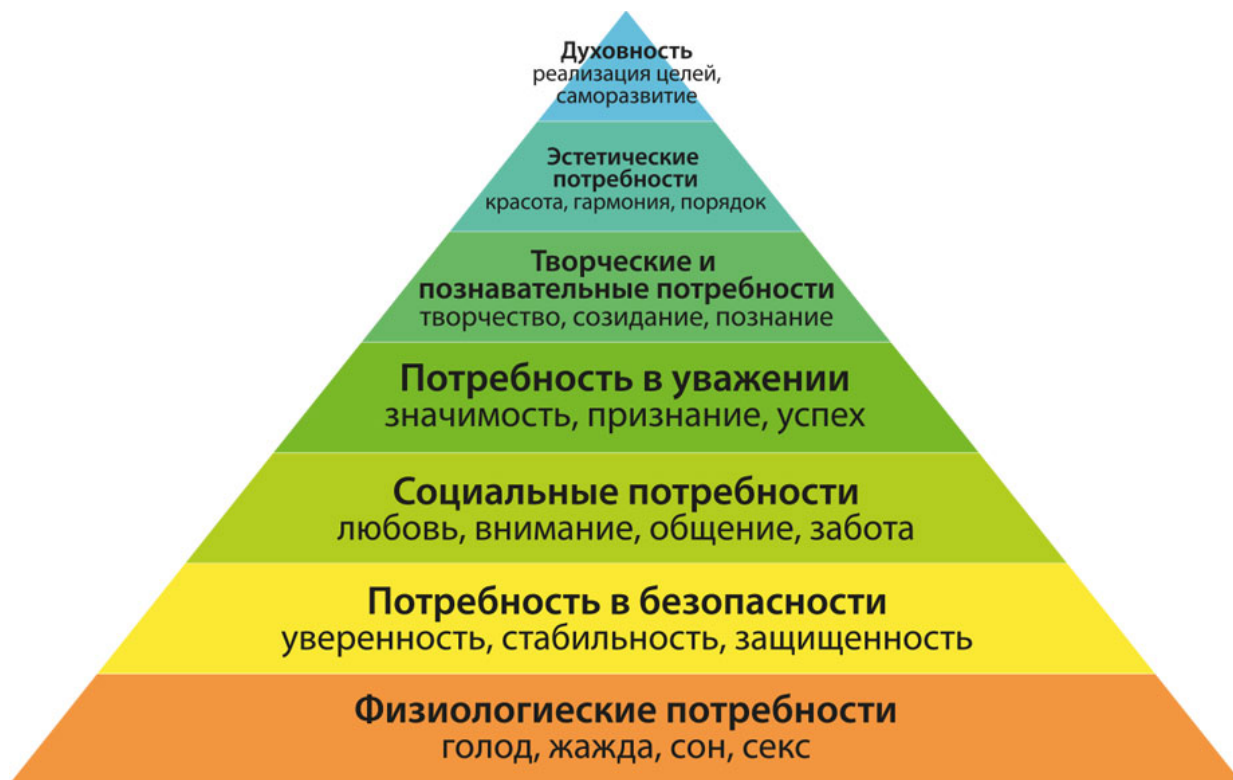 Духовность
реализация целей,
саморазвитие
Эстетические
потребности
красота, гармония, порядок
Творческие и
познавательные потребности
творчество, созидание, познание
Потребность в уважении
значимость, признание, успех
Социальные потребности
любовь, внимание, общение, забота
Потребность в безопасности
уверенность, стабильность, защищенность
Физиологиеские потребности
голод, жажда, сон, секс